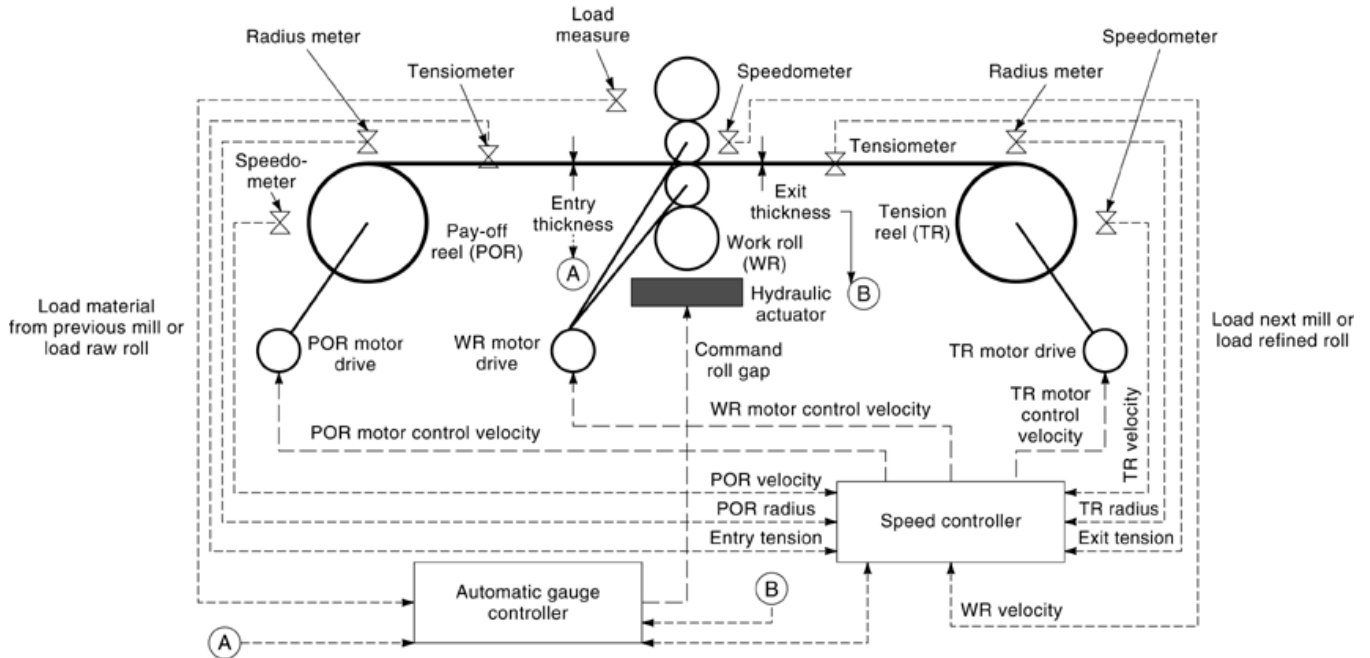 Load
measure
Radius meter
Tensiometer
Speedometer
Radius meter
Speedometer
Speedo-
meter
Tensiometer
Entry
thickness
Exit
thickness
Pay-off
reel (POR)
Tension
reel (TR)
Work roll
(WR)
A
B
Hydraulic
actuator
Load material
from previous mill or
load raw roll
Load next mill or
load refined roll
POR motor
drive
WR motor
drive
Command
roll gap
TR motor drive
POR motor control velocity
WR motor control velocity
TR motor
control
velocity
TR velocity
POR velocity
POR radius
Entry tension
Speed controller
TR radius
Exit tension
Automatic gauge
controller
B
WR velocity
A